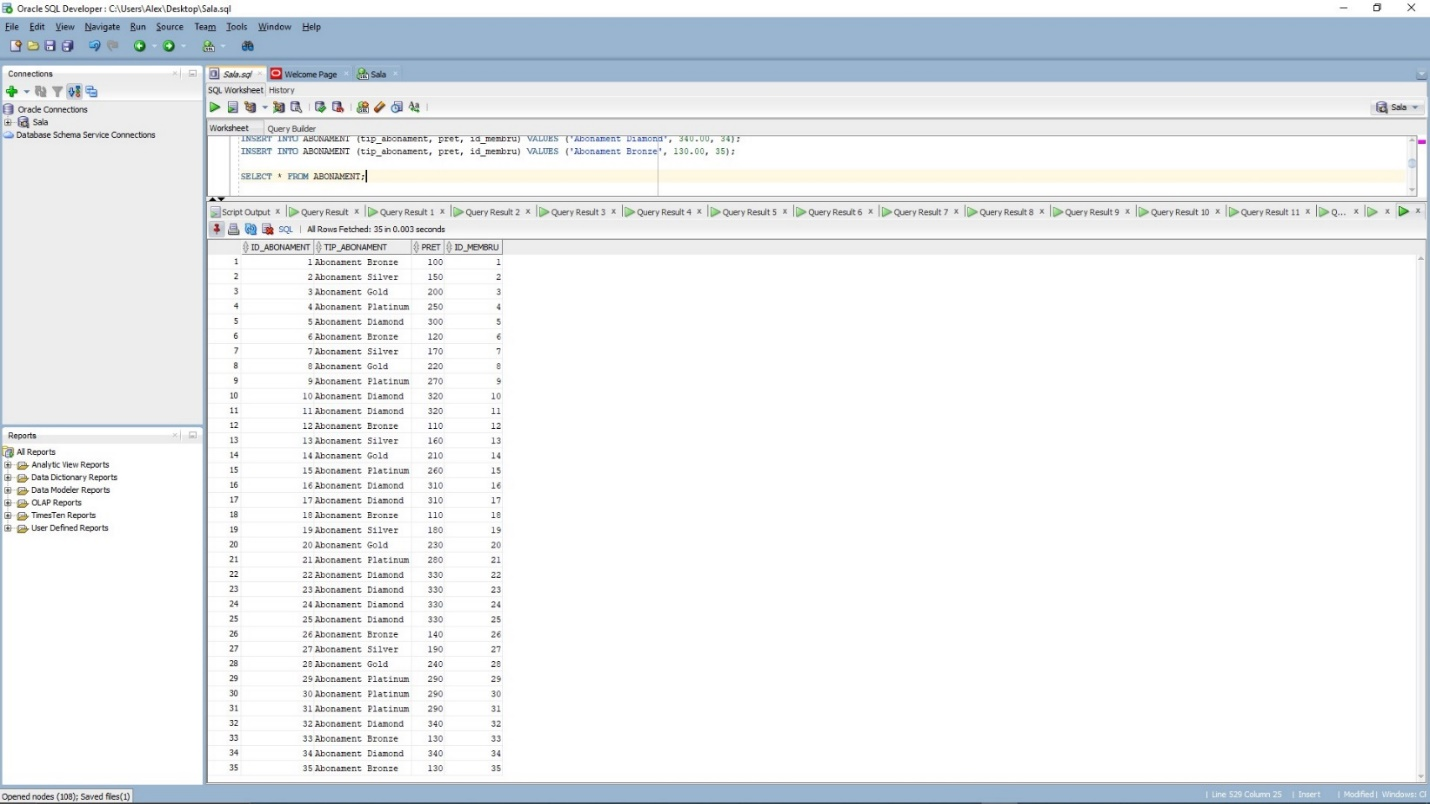 Oracle SQL Developer : C:\Users\Alex\Desktop\Sala.sql
File Edit View Navigate Run Source Team Tools Window Help
Connections
Oracle Connections
Sala
Database Schema Service Connections
Reports
All Reports
Analytic View Reports
Data Dictionary Reports
Data Modeler Reports
OLAP Reports
TimesTen Reports
User Defined Reports
Sala.sql Welcome Page Sala
SQL Worksheet History
Sala
Worksheet Query Builder
INSERT INTO ABONAMENT (tip_abonament, pret, id_membru) VALUES ('Abonament Diamond', 340.00, 34);
INSERT INTO ABONAMENT (tip_abonament, pret, id_membru) VALUES ('Abonament Bronze', 130.00, 35);
SELECT * FROM ABONAMENT;
Script Output x Query Result x Query Result 1 x Query Result 2 x Query Result 3 x Query Result 4 x Query Result 5 x Query Result 6 x Query Result 7 x Query Result 8 x Query Result 9 x Query Result 10 x Query Result 11 x Q... x x x
SQL | All Rows Fetched: 35 in 0.003 seconds
ID_ABONAMENT TIP_ABONAMENT PRET ID_MEMBRU
1 1 Abonament Bronze 100 1
2 2 Abonament Silver 150 2
3 3 Abonament Gold 200 3
4 4 Abonament Platinum 250 4
5 5 Abonament Diamond 300 5
6 6 Abonament Bronze 120 6
7 7 Abonament Silver 170 7
8 8 Abonament Gold 220 8
9 9 Abonament Platinum 270 9
10 10 Abonament Diamond 320 10
11 11 Abonament Diamond 320 11
12 12 Abonament Bronze 110 12
13 13 Abonament Silver 160 13
14 14 Abonament Gold 210 14
15 15 Abonament Platinum 260 15
16 16 Abonament Diamond 310 16
17 17 Abonament Diamond 310 17
18 18 Abonament Bronze 110 18
19 19 Abonament Silver 180 19
20 20 Abonament Gold 230 20
21 21 Abonament Platinum 280 21
22 22 Abonament Diamond 330 22
23 23 Abonament Diamond 330 23
24 24 Abonament Diamond 330 24
25 25 Abonament Diamond 330 25
26 26 Abonament Bronze 140 26
27 27 Abonament Silver 190 27
28 28 Abonament Gold 240 28
29 29 Abonament Platinum 290 29
30 30 Abonament Platinum 290 30
31 31 Abonament Platinum 290 31
32 32 Abonament Diamond 340 32
33 33 Abonament Bronze 130 33
34 34 Abonament Diamond 340 34
35 35 Abonament Bronze 130 35
Opened nodes (108); Saved files(1)
| Line 529 Column 25 | Insert | Modified | Windows: Cl